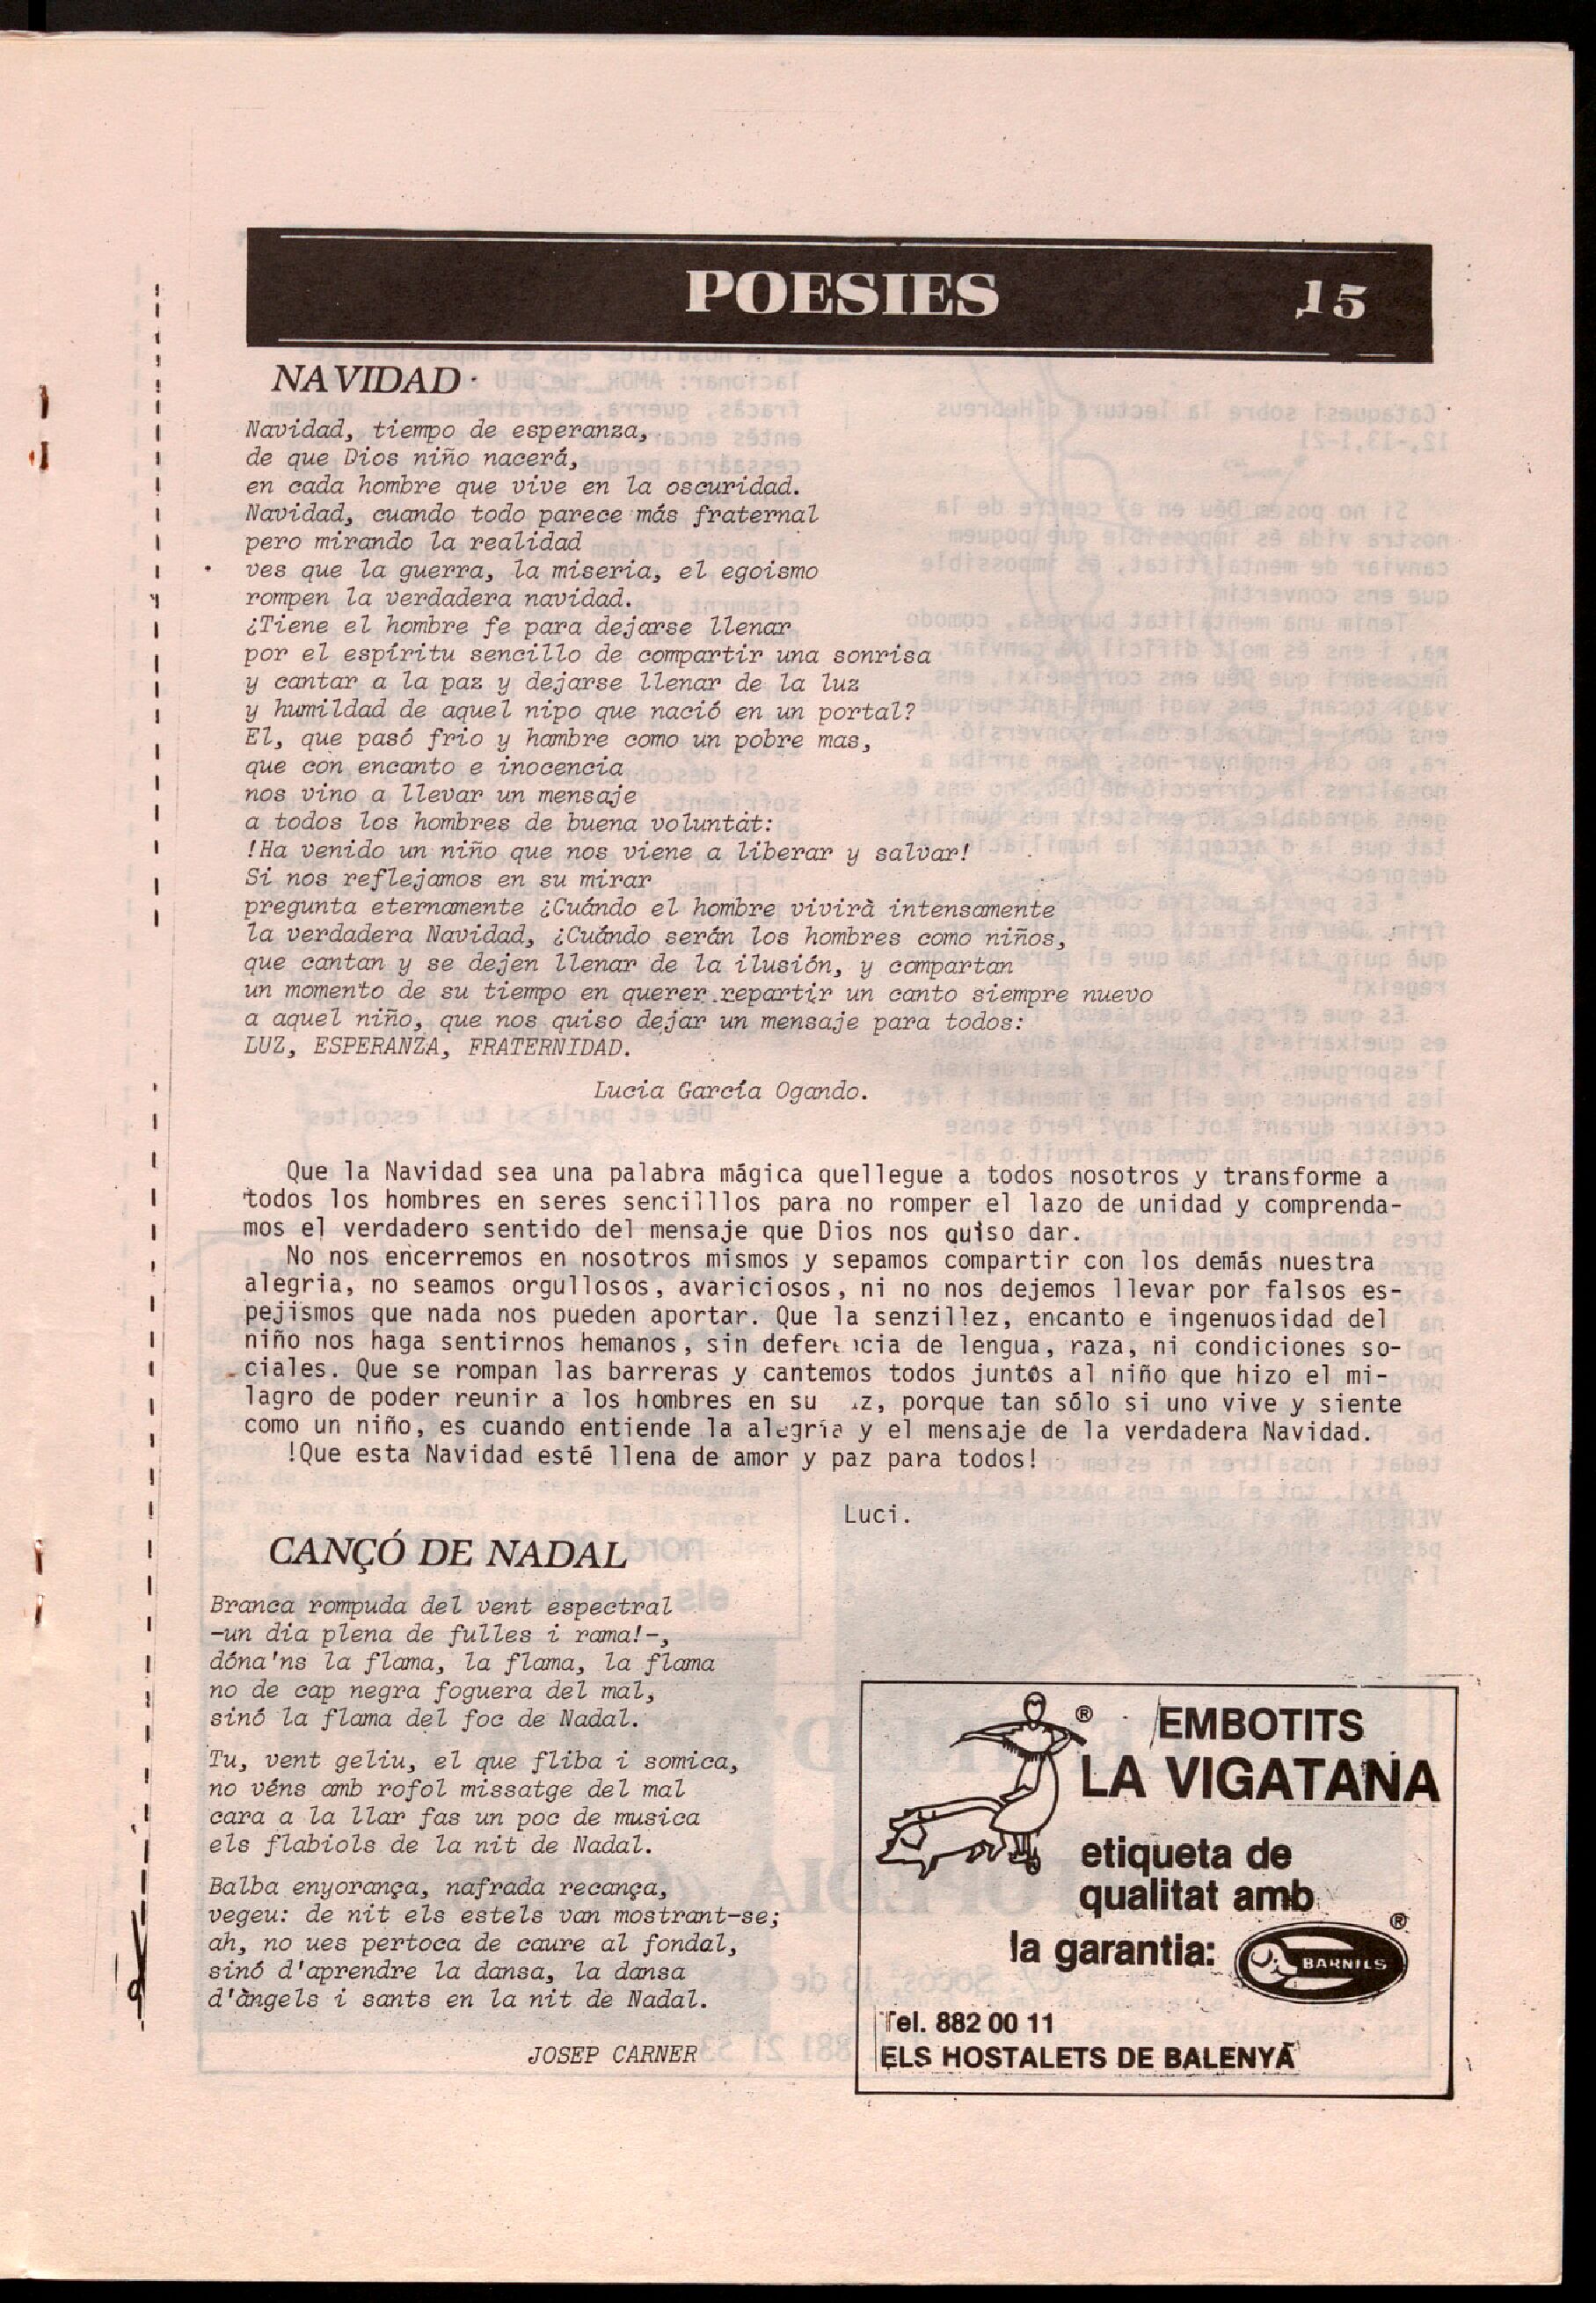 POESIES 15
NAVIDAD
Navidad, tiempo de esperanza,
de que Dios niño nacerá,
en cada hombre que vive en la oscuridad.
Navidad, cuando todo parece más fraternal
pero mirando la realidad
ves que la guerra, la miseria, el egoismo
rompen la verdadera navidad.
¿Tiene el hombre fe para dejarse llenar
por el espíritu sencillo de compartir una sonrisa
y cantar a la paz y dejarse llenar de la luz
y humildad de aquel nipo que nació en un portal?
El, que pasó frio y hambre como un pobre mas,
que con encanto e inocencia
nos vino a llevar un mensaje
a todos los hombres de buena voluntat:
!Ha venido un niño que nos viene a liberar y salvar!
Si nos reflejamos en su mirar
pregunta eternamente ¿Cuándo el hombre vivirà intensamente
la verdadera Navidad, ¿Cuándo serán los hombres como niños,
que cantan y se dejen llenar de la ilusión, y compartan
un momento de su tiempo en querer repartir un canto siempre nuevo
a aquel niño, que nos quiso dejar un mensaje para todos:
LUZ, ESPERANZA, FRATERNIDAD.
Lucia García Ogando.
Que la Navidad sea una palabra mágica quellegue a todos nosotros y transforme a
todos los hombres en seres sencilllos para no romper el lazo de unidad y comprenda-
mos el verdadero sentido del mensaje que Dios nos quiso dar.
No nos encerremos en nosotros mismos y sepamos compartir con los demás nuestra
alegria, no seamos orgullosos, avariciosos, ni no nos dejemos llevar por falsos es-
pejismos que nada nos pueden aportar. Que la senzillez, encanto e ingenuosidad del
niño nos haga sentirnos hemanos, sin de lengua, raza, ni condiciones so-
ciales. Que se rompan las barreras y cantemos todos juntos al niño que hizo el mi-
lagro de poder reunir a los hombres en su porque tan sólo si uno vive y siente
como un niño, es cuando entiende la alegría y el mensaje de la verdadera Navidad.
!Que esta Navidad esté llena de amor y paz para todos!
Luci.
CANÇÓ DE NADAL
Branca rompuda del vent espectral
-un dia plena de fulles i rama!-,
dóna'ns la flama, la flama, la flama
no de cap negra foguera del mal,
sinó la flama del foc de Nadal.
Tu, vent geliu, el que fliba i somica,
no véns amb rofol missatge del mal
cara a la llar fas un poc de musica
els flabiols de la nit de Nadal.
Balba enyorança, nafrada recança,
vegeu: de nit els estels van mostrant-se;
ah, no ues pertoca de caure al fondal,
sinó d'aprendre la dansa, la dansa
d'àngels i sants en la nit de Nadal.
JOSEP CARNER
® EMBOTITS
LA VIGATANA
etiqueta de
qualitat amb
la garantia: BARNILS ®
Tel. 882 00 11
ELS HOSTALETS DE BALENYÀ